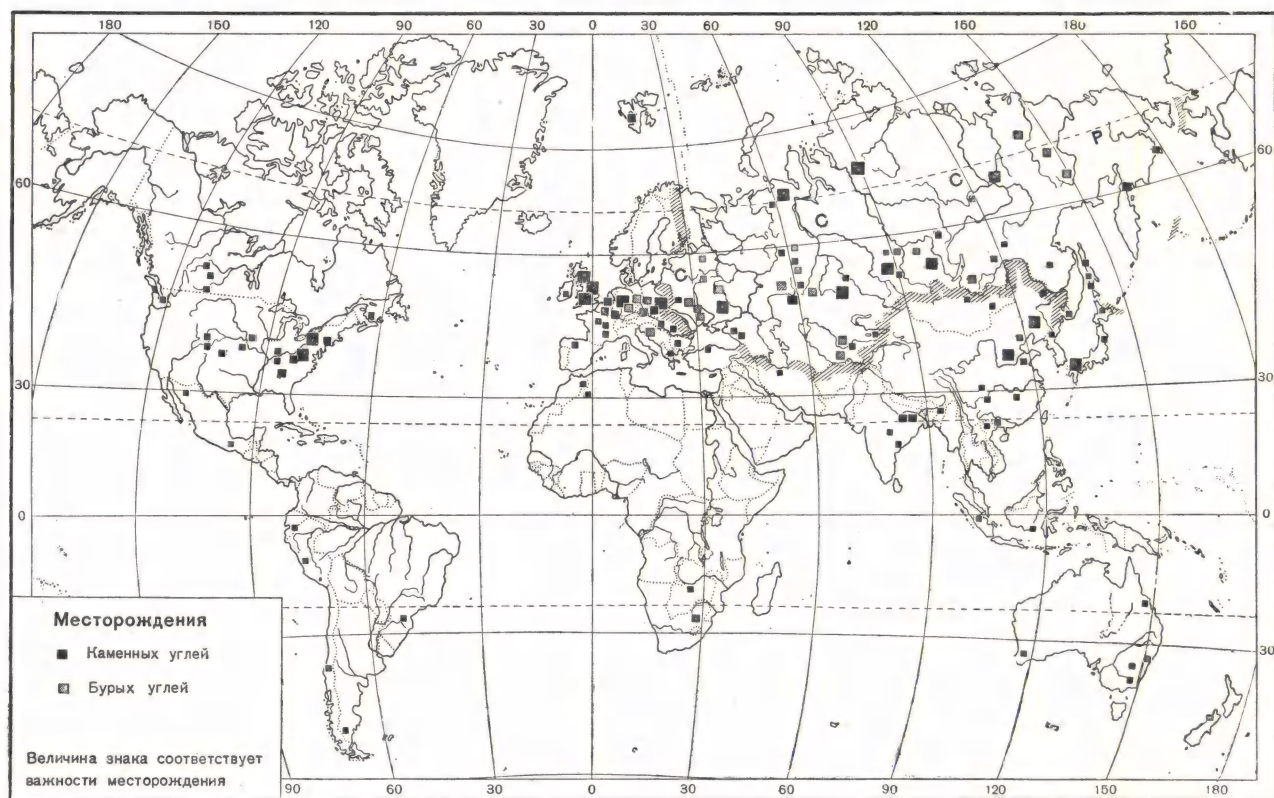 180 150 120 90 60 30 0 30 60 90 120 150 180 150
С С С Р
60 60
30 30
0 0
30
Месторождения
Каменных углей
Бурых углей
Величина знака соответствует
важности месторождения
90 60 30 0 30 60 90 120 150 180